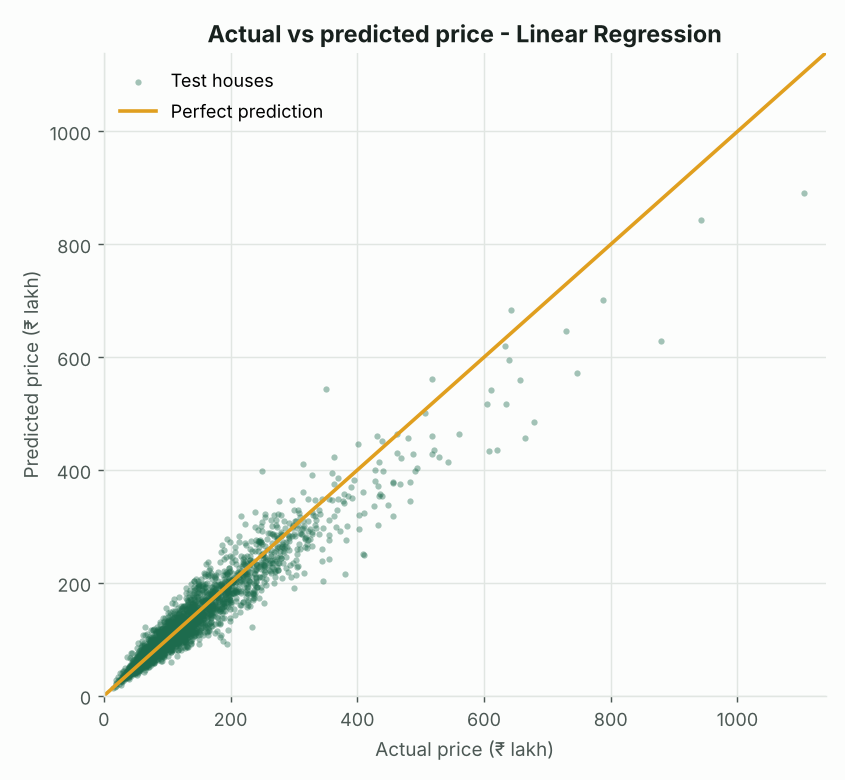 Actual vs predicted price - Linear Regression
Test houses
Perfect prediction
Predicted price (₹ lakh)
1000
800
600
400
200
0
0 200 400 600 800 1000
Actual price (₹ lakh)